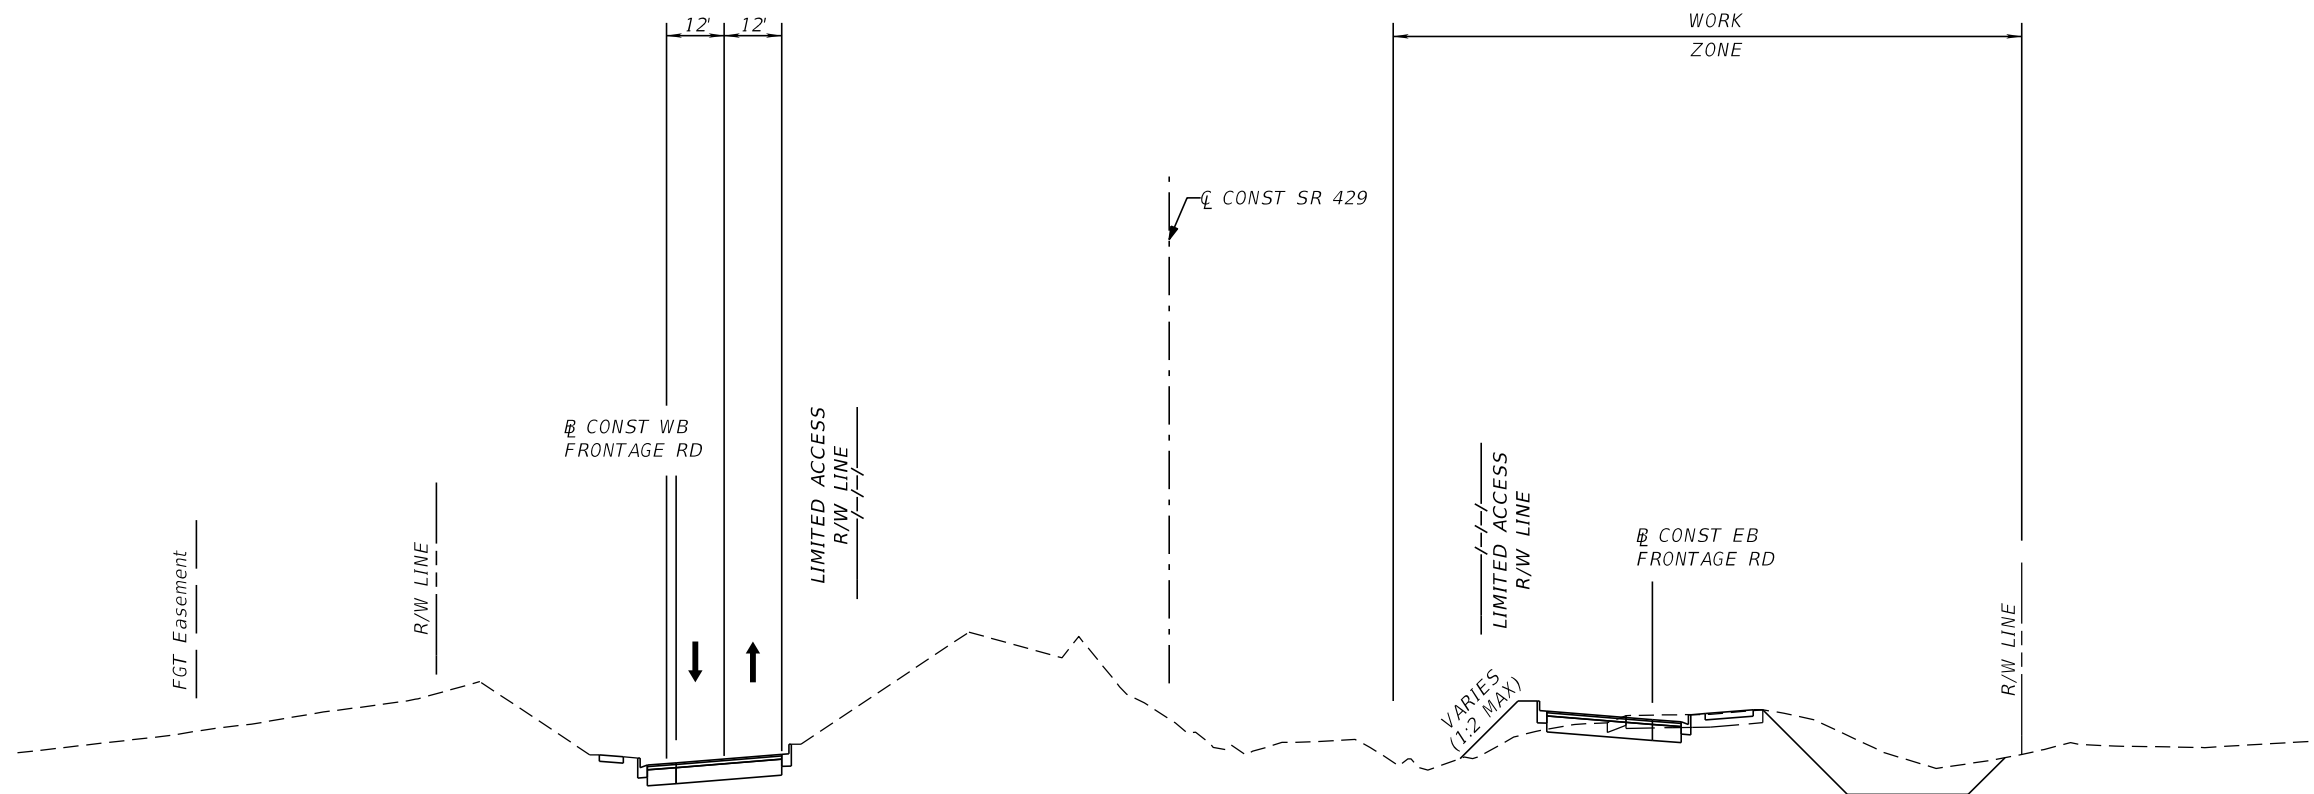 12'
12'
WORK
ZONE
℄ CONST SR 429
B̲L CONST WB
FRONTAGE RD
LIMITED ACCESS
R/W LINE
LIMITED ACCESS
R/W LINE
BL CONST EB
FRONTAGE RD
FGT Easement
R/W LINE
R/W LINE
VARIES
(1:2 MAX)